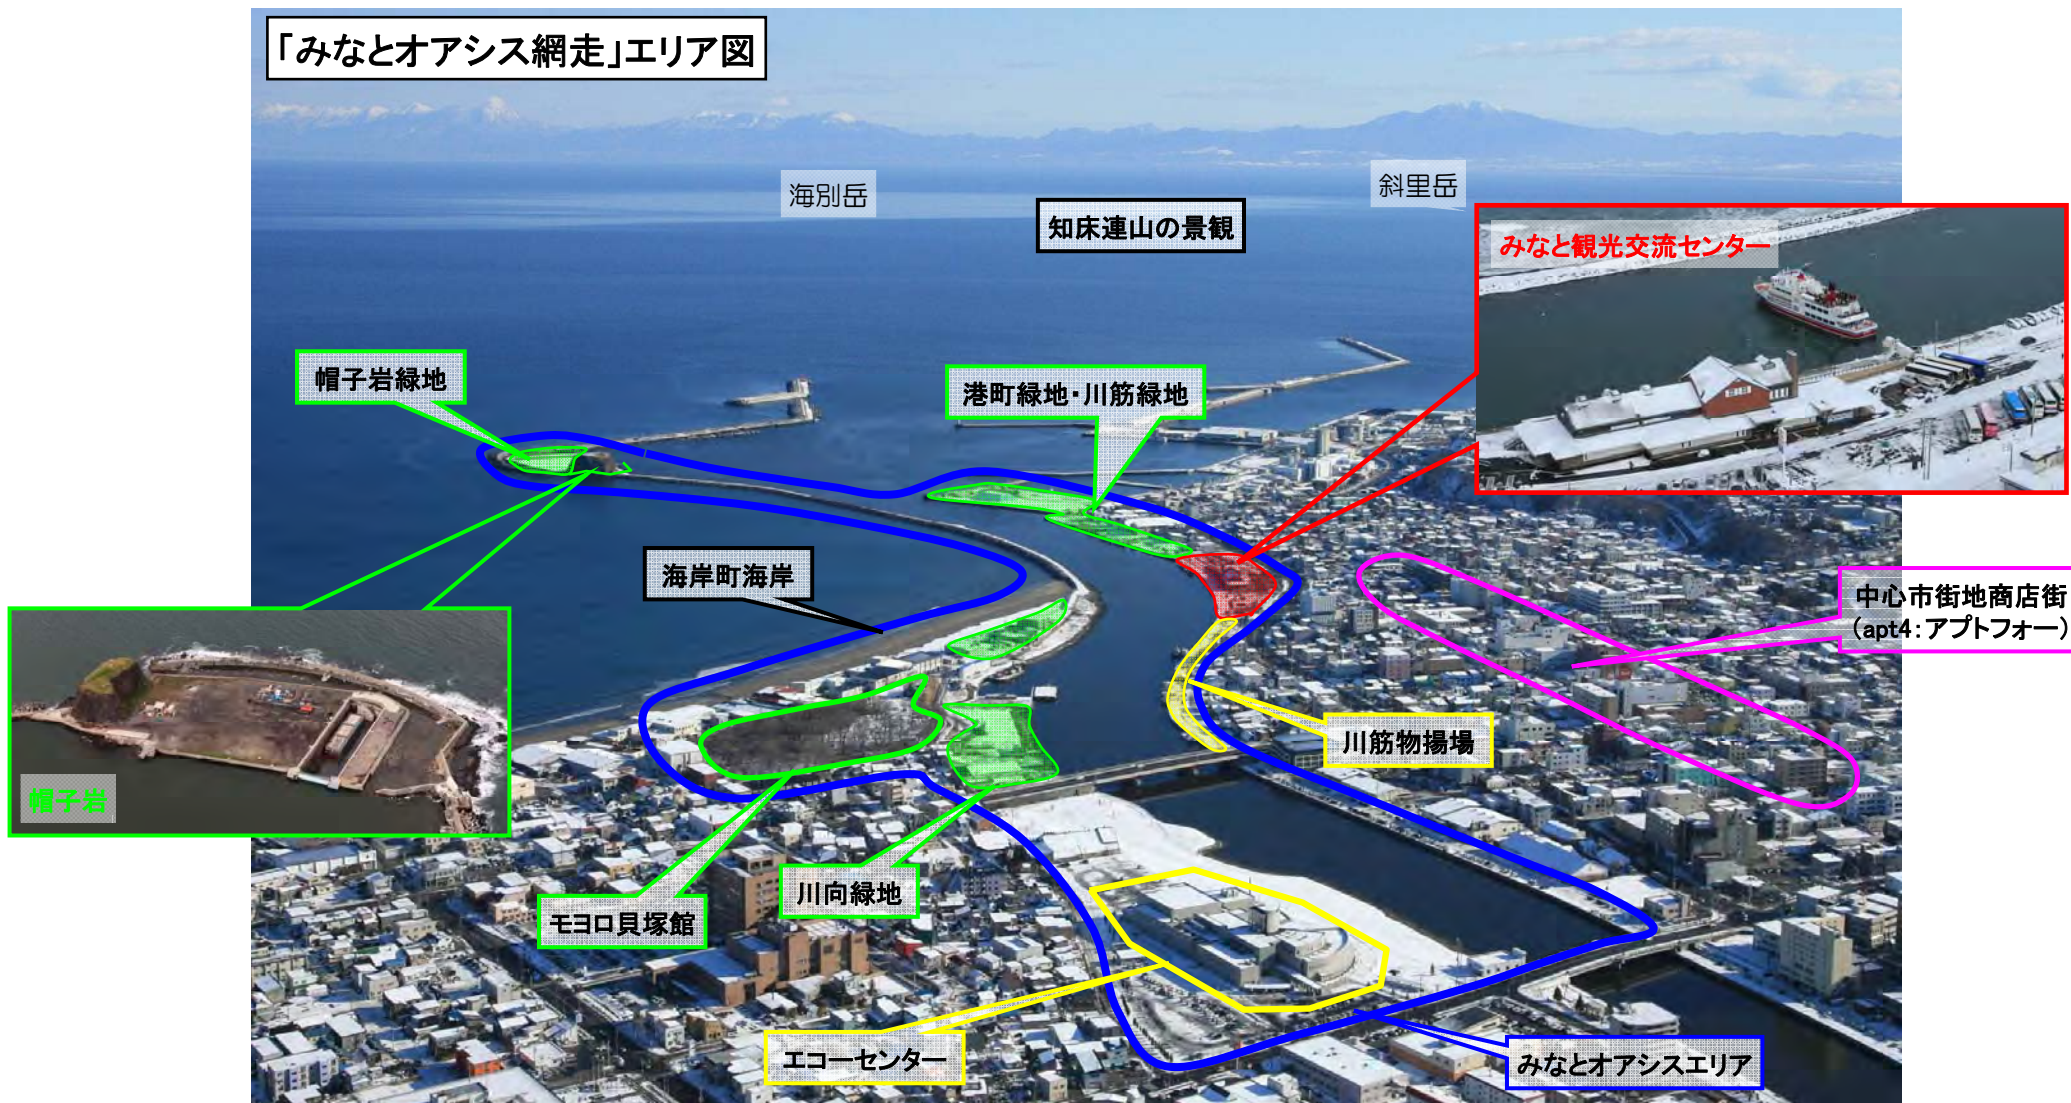 「みなとオアシス網走」エリア図
海別岳
斜里岳
知床連山の景観
みなと観光交流センター
帽子岩緑地
港町緑地・川筋緑地
海岸町海岸
中心市街地商店街
(apt4:アプトフォー)
川筋物揚場
帽子岩
川向緑地
モヨロ貝塚館
エコーセンター
みなとオアシスエリア